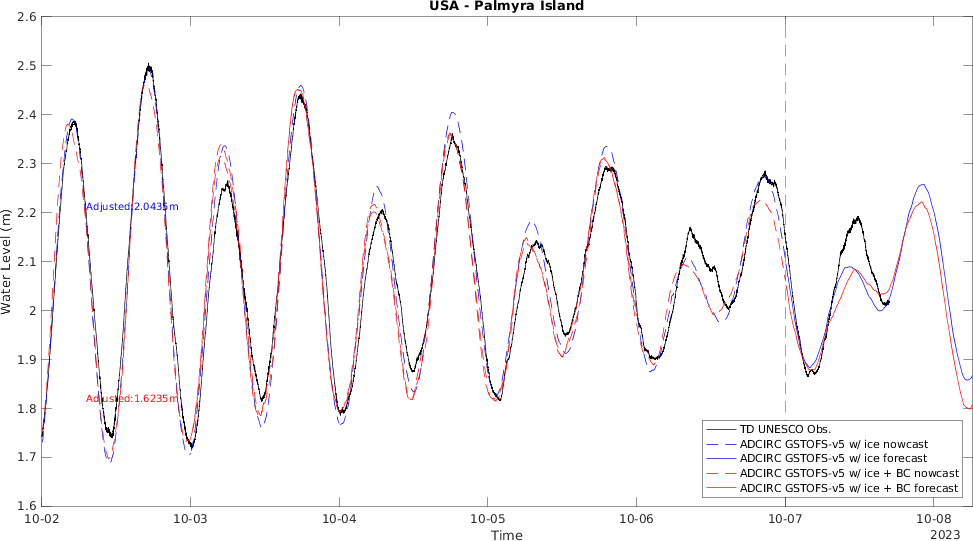 USA - Palmyra Island
2.6
2.5
2.4
2.3
2.2
2.1
2
1.9
1.8
1.7
1.6
Water Level (m)
Adjusted:2.0435m
Adjusted:1.6235m
TD UNESCO Obs.
ADCIRC GSTOFS-v5 w/ ice nowcast
ADCIRC GSTOFS-v5 w/ ice forecast
ADCIRC GSTOFS-v5 w/ ice + BC nowcast
ADCIRC GSTOFS-v5 w/ ice + BC forecast
10-02 10-03 10-04 10-05 10-06 10-07 10-08
2023
Time